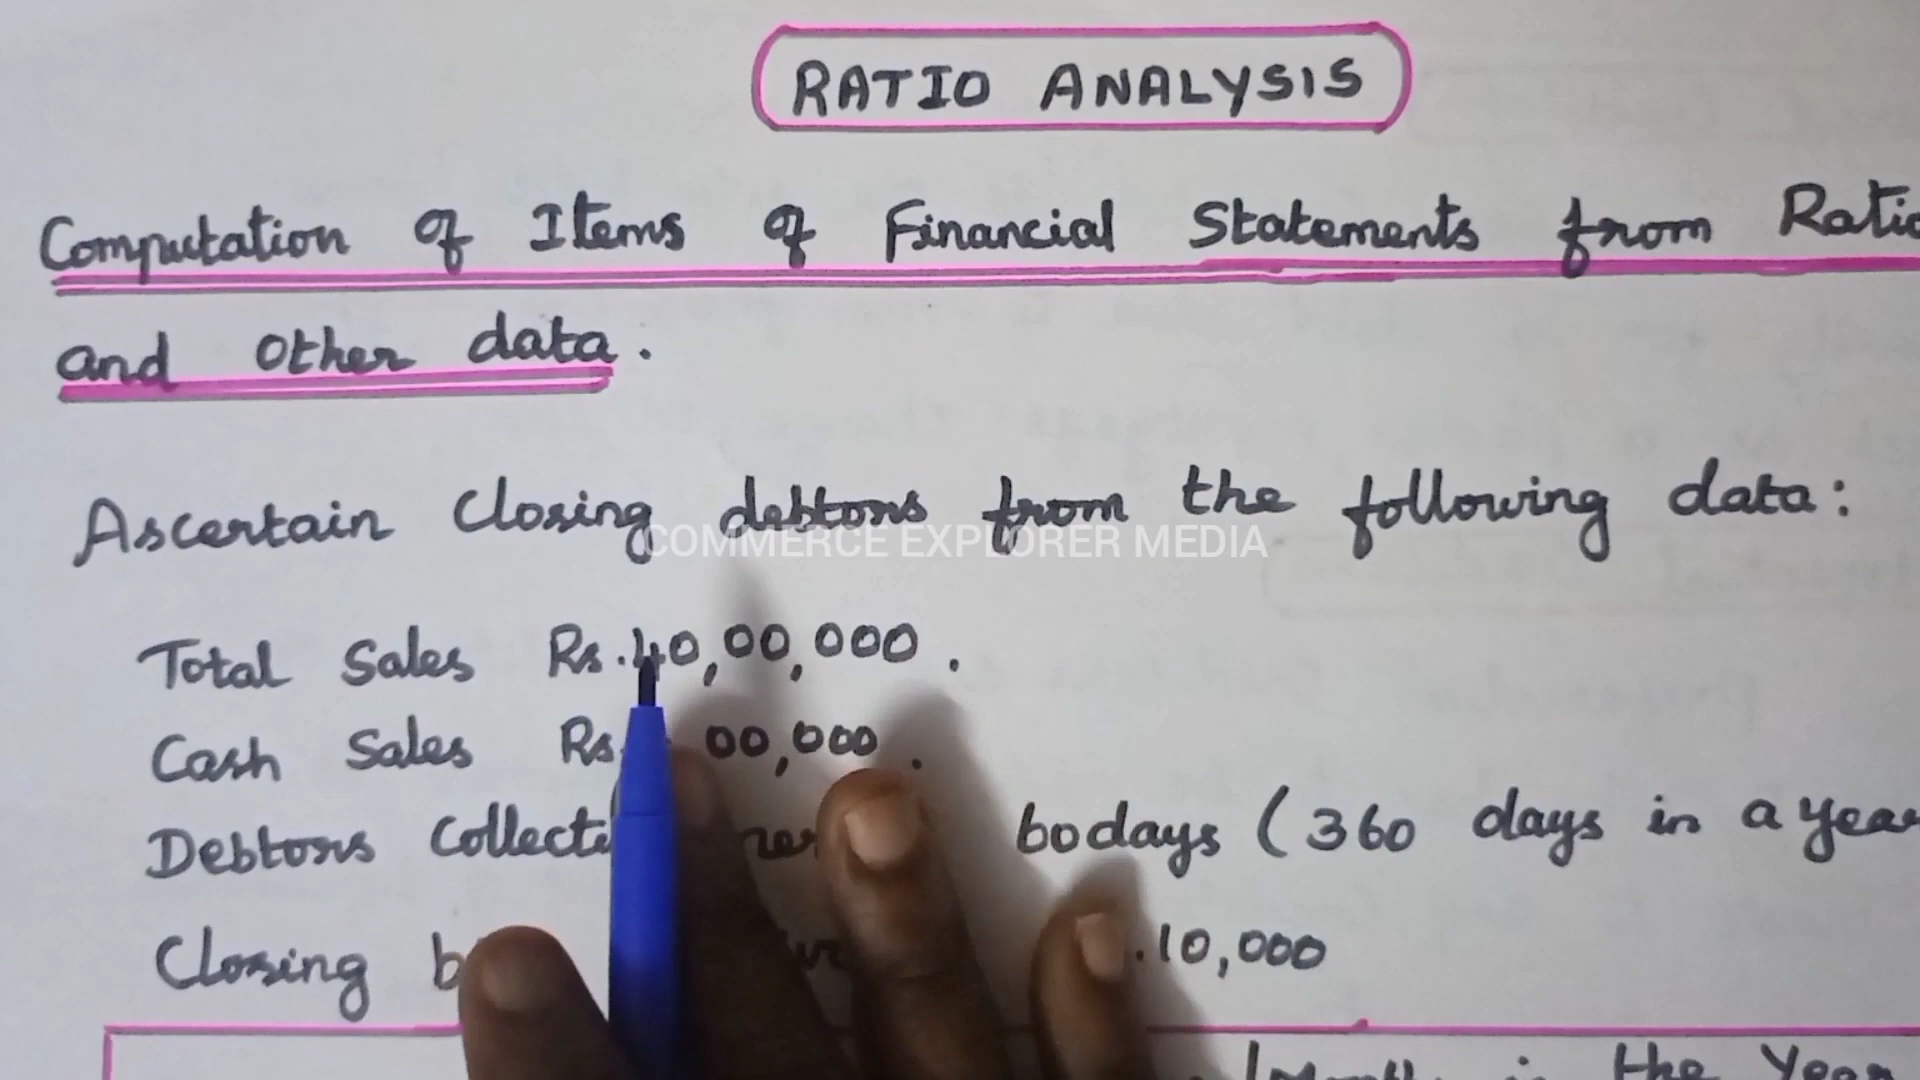 RATIO ANALYSIS
Computation of Items of Financial Statements from Ratio
and other data.
Ascertain Closing debtors from the following data:
COMMERCE EXPLORER MEDIA
Total Sales Rs.40,00,000.
Cash Sales Rs. 00,000.
Debtors 60days (360 days in a year
Closing .10,000
in the Year